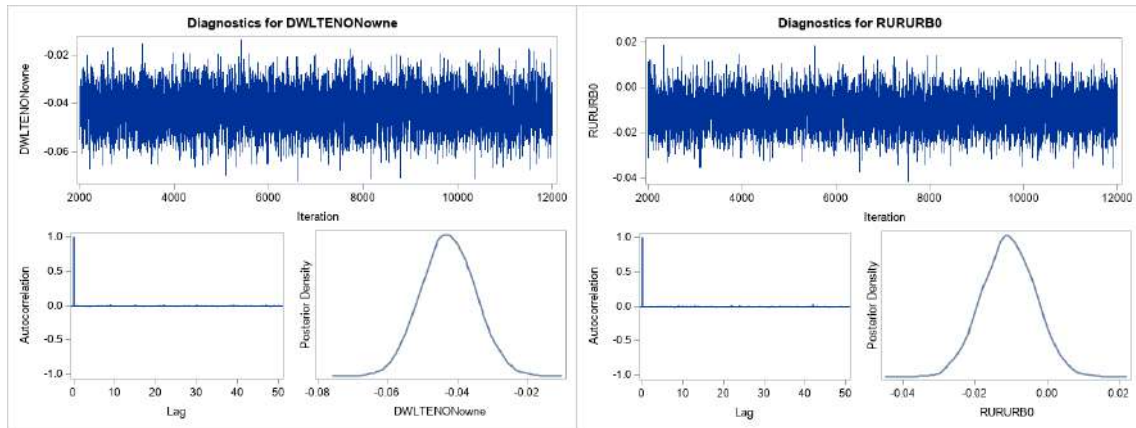 Diagnostics for DWLTENONowne
DWLTENONowne
-0.02
-0.04
-0.06
2000 4000 6000 8000 10000 12000
Iteration
Autocorrelation
1.0
0.5
0.0
-0.5
-1.0
0 10 20 30 40 50
Lag
Posterior Density
-0.08 -0.06 -0.04 -0.02
DWLTENONowne
Diagnostics for RURURB0
RURURB0
0.02
0.00
-0.02
-0.04
2000 4000 6000 8000 10000 12000
Iteration
Autocorrelation
1.0
0.5
0.0
-0.5
-1.0
0 10 20 30 40 50
Lag
Posterior Density
-0.04 -0.02 0.00 0.02
RURURB0